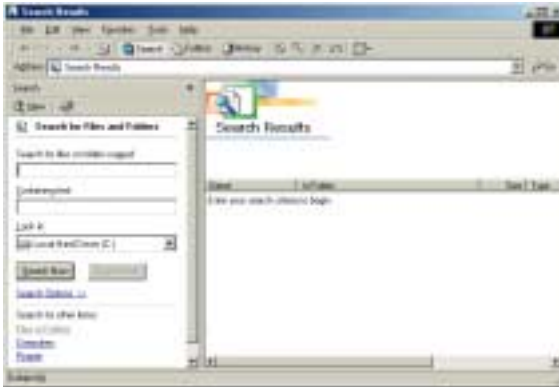 Search Results
File Edit View Favorites Tools Help
Search Folders History
Address Search Results
Search
New
Search for Files and Folders
Search for files or folders named:
Containing text:
Look in:
Local Hard Drives (C:)
Search Now
Search Options >>
Search for other items:
Files or Folders
Computers
People
Search Results
Name In Folder Size Type
Enter your search criteria to begin.